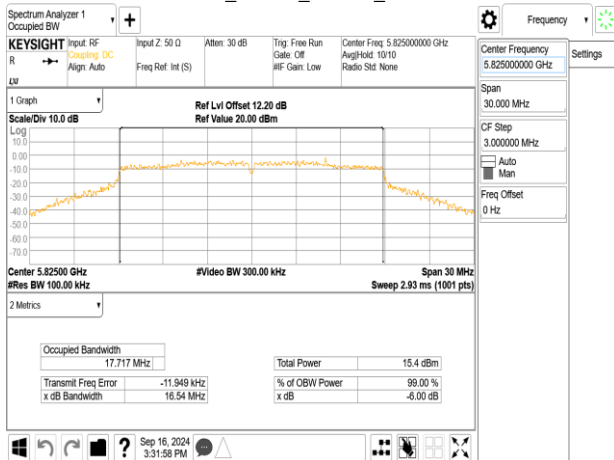 Spectrum Analyzer 1
Occupied BW
+
Frequency
KEYSIGHT
R
LXI
Input: RF
Coupling: DC
Align: Auto
Input Z: 50 Ω
Freq Ref: Int (S)
Atten: 30 dB
Trig: Free Run
Gate: Off
#IF Gain: Low
Center Freq: 5.825000000 GHz
Avg|Hold: 10/10
Radio Std: None
Center Frequency
5.825000000 GHz
Settings
Span
30.000 MHz
CF Step
3.000000 MHz
Auto
Man
Freq Offset
0 Hz
1 Graph
Scale/Div 10.0 dB
Ref Lvl Offset 12.20 dB
Ref Value 20.00 dBm
Log
10.0
0.00
-10.0
-20.0
-30.0
-40.0
-50.0
-60.0
-70.0
Center 5.82500 GHz
#Video BW 300.00 kHz
Span 30 MHz
#Res BW 100.00 kHz
Sweep 2.93 ms (1001 pts)
2 Metrics
Occupied Bandwidth
17.717 MHz
Total Power 15.4 dBm
Transmit Freq Error -11.949 kHz
% of OBW Power 99.00 %
x dB Bandwidth 16.54 MHz
x dB -6.00 dB
?
Sep 16, 2024
3:31:58 PM